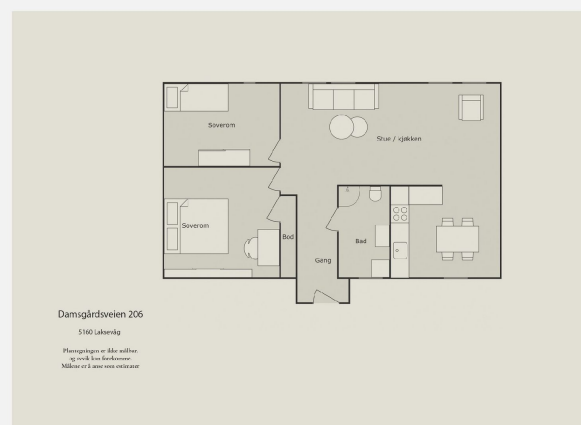 Soverom
Stue / kjøkken
Soverom
Bod
Bad
Gang
Damsgårdsveien 206
5160 Laksevåg
Plantegningen er ikke målbar,
og avvik kan forekomme.
Målene er å anse som estimater